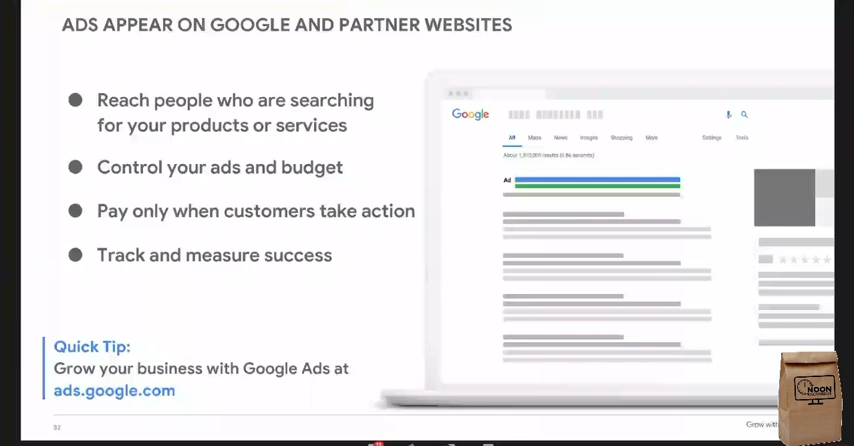 ADS APPEAR ON GOOGLE AND PARTNER WEBSITES
Reach people who are searching
for your products or services
Control your ads and budget
Pay only when customers take action
Track and measure success
Quick Tip:
Grow your business with Google Ads at
ads.google.com
Google
All Maps News Images Shopping More Settings Tools
Ad
Grow with
NOON